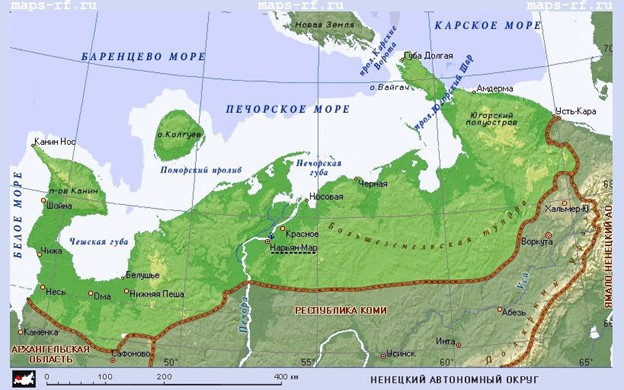 maps-rf.ru
maps-rf.ru
maps-rf.ru
Новая Земля
КАРСКОЕ МОРЕ
БАРЕНЦЕВО МОРЕ
прол. Карские
Ворота
Губа Долгая
70
70
о.Вайгач
прол. Югорский Шар
Амдерма
ПЕЧОРСКОЕ МОРЕ
Усть-Кара
Югорский
полуостров
о.Колгуев
Канин Нос
Поморский пролив
Печорская
губа
Черная
п-ов Канин
Носовая
БЕЛОЕ МОРЕ
Шойна
Хальмер-Ю
Большеземельская тундра
Чешская губа
Красное
Нарьян-Мар
Воркута
Чижа
Белушье
Несь
Ома
Нижняя Пеша
Уса
ЯМАЛО-НЕНЕЦКИЙ АО
Печора
РЕСПУБЛИКА КОМИ
Абезь
Каменка
АРХАНГЕЛЬСКАЯ
ОБЛАСТЬ
Сафоново
50°
55°
Усинск
Инта
60°
0
100
200
400 км
НЕНЕЦКИЙ АВТОНОМНЫЙ ОКРУГ